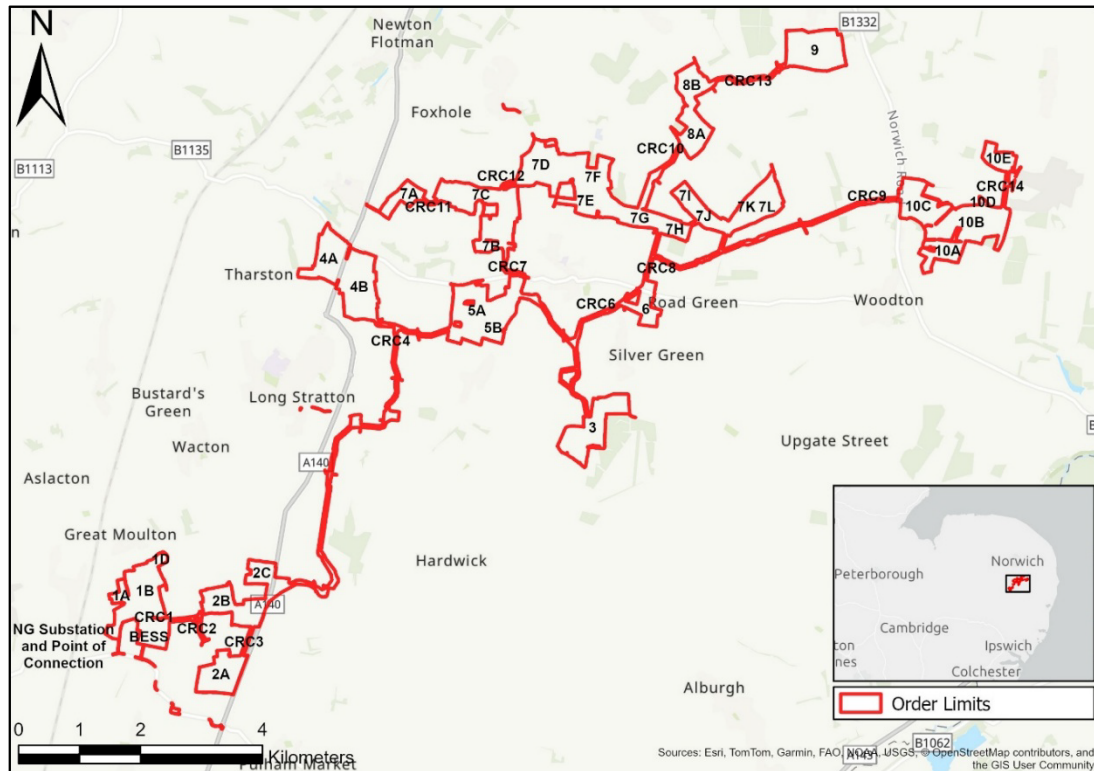 N
Newton
Flotman
B1332
9
8B
CRC13
Foxhole
8A
B1135
CRC10
B1113
7D
7F
10E
CRC12
7A
7C
7E
7I
CRC9
CRC14
CRC11
7K
7L
10C
10D
7G
7J
10B
7B
7H
10A
4A
CRC7
CRC8
Tharston
4B
5A
CRC6
6
Road Green
Woodton
5B
CRC4
Silver Green
Bustard's
Green
Long Stratton
3
Wacton
Upgate Street
A140
Aslacton
Great Moulton
1D
Hardwick
2C
1A
1B
2B
A140
CRC1
CRC2
NG Substation
and Point of
Connection
BESS
CRC3
2A
Alburgh
Norwich
Peterborough
Cambridge
Ipswich
Colchester
Order Limits
0 1 2 4
Kilometers
Pulham Market
B1062
A143
Sources: Esri, TomTom, Garmin, FAO, NOAA, USGS, © OpenStreetMap contributors, and
the GIS User Community